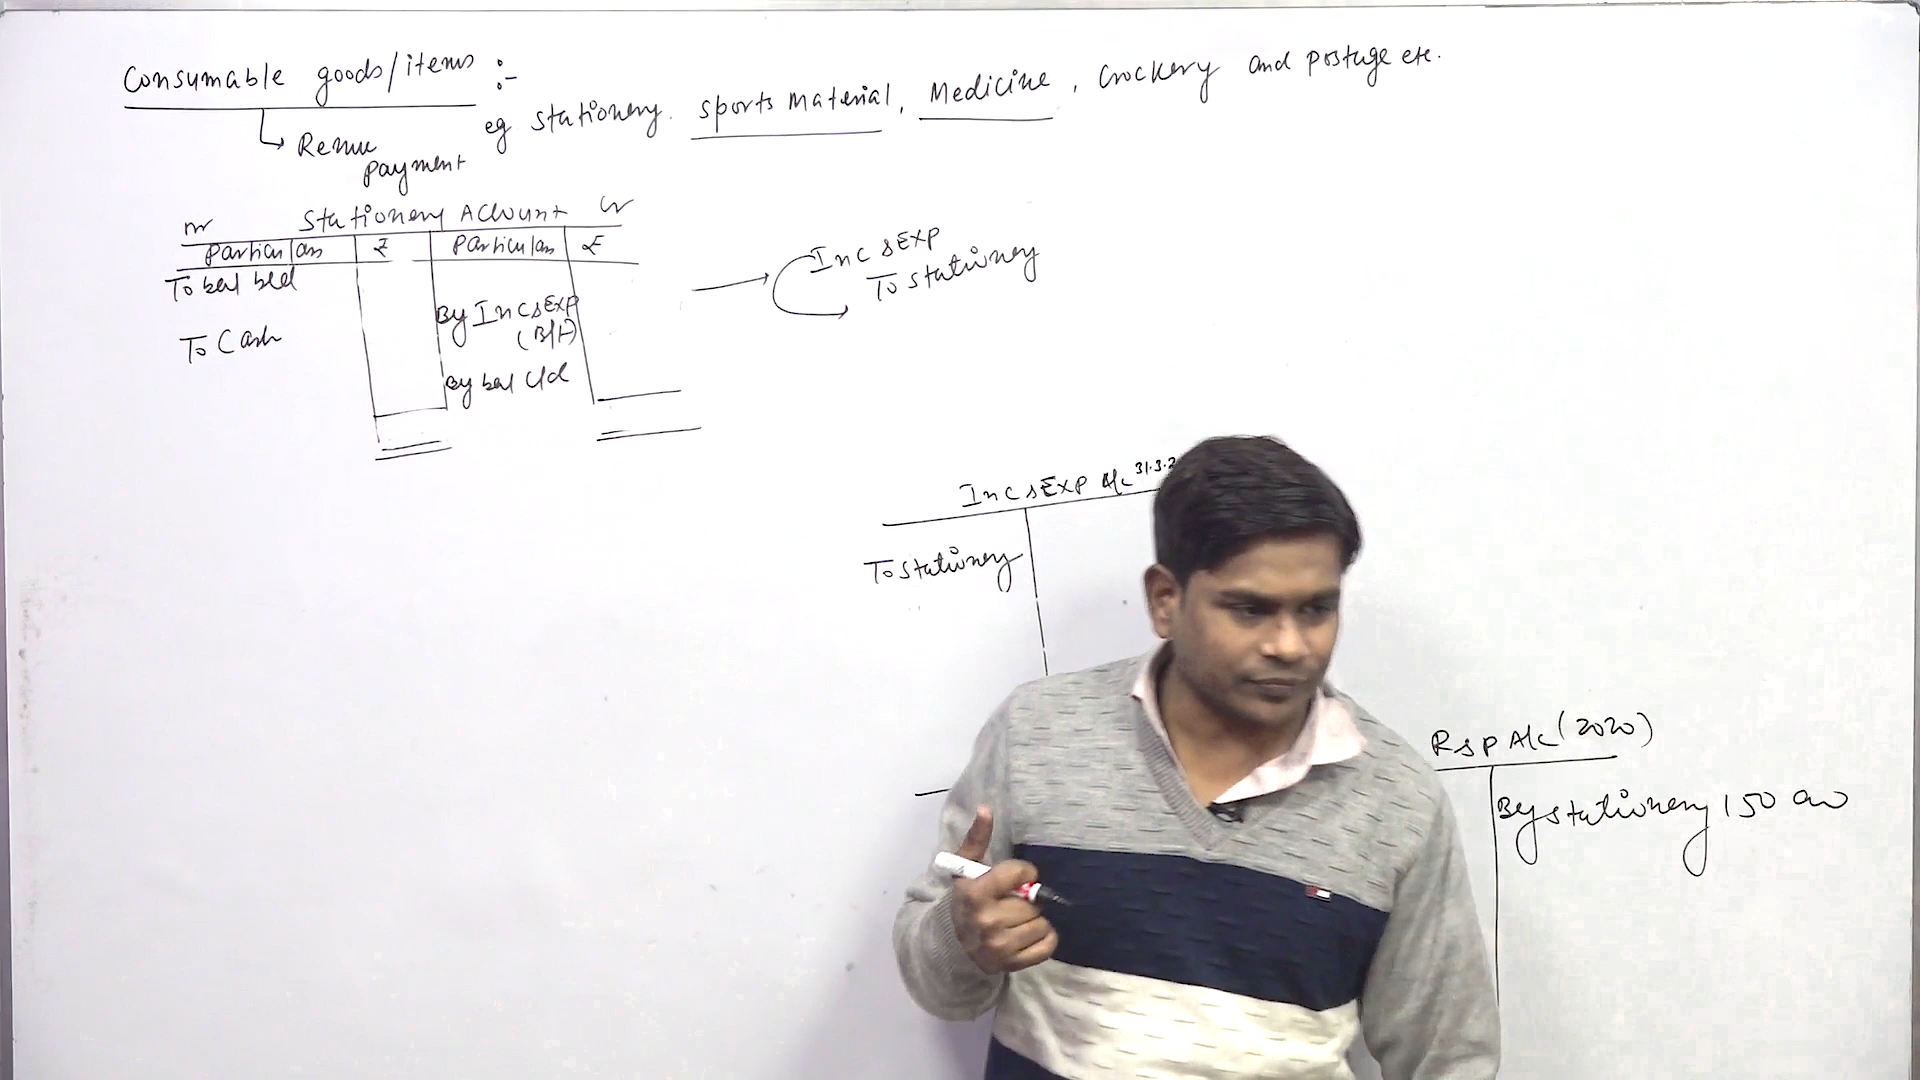 Consumable goods/items :-
eg stationery. sports material, Medicine, Crockery and postage etc.
payment
Dr Stationery Account Cr
Particulars ₹ Particulars ₹
To bal b/d
By Inc & Exp
(B/F)
To Cash
By bal c/d
Inc & Exp
To stationery
Inc & Exp A/c 31.3.2
To stationery
R & P A/c (2020)
By stationery 150